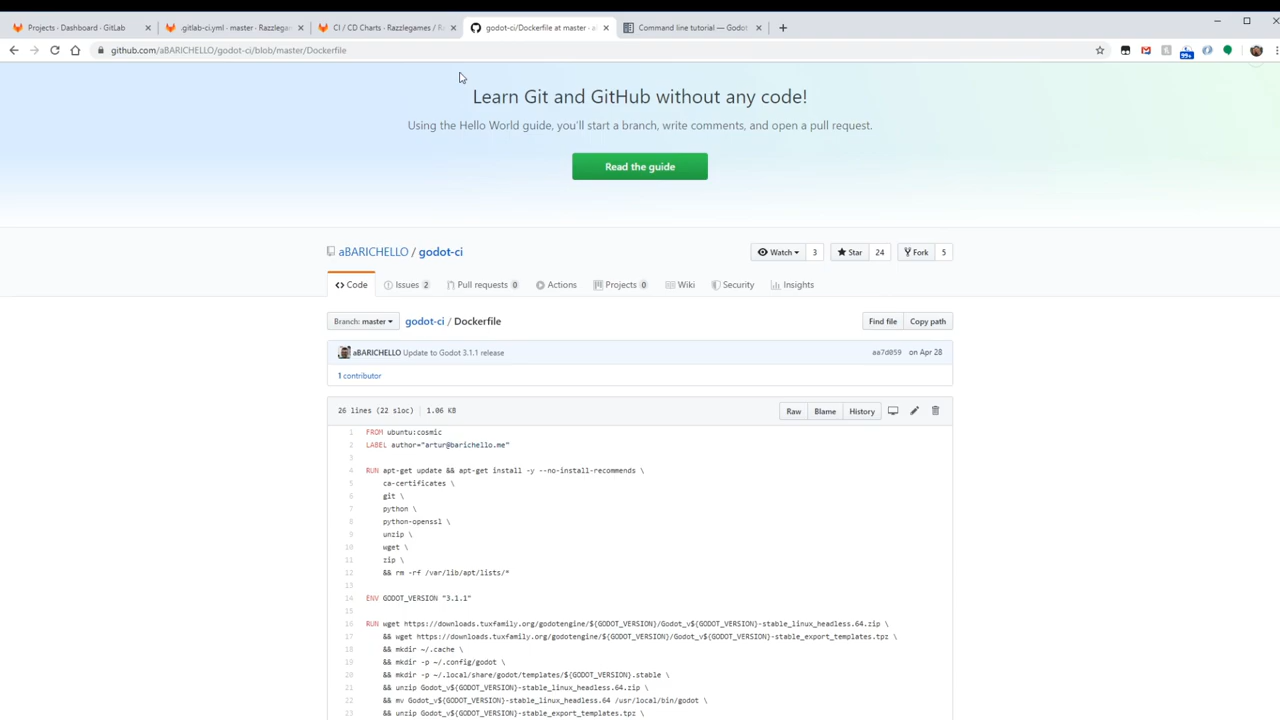 Projects · Dashboard · GitLab
.gitlab-ci.yml · master · Razzlegam
CI / CD Charts · Razzlegames / R
godot-ci/Dockerfile at master · a
Command line tutorial — Godot
github.com/aBARICHELLO/godot-ci/blob/master/Dockerfile
99+
Learn Git and GitHub without any code!
Using the Hello World guide, you'll start a branch, write comments, and open a pull request.
Read the guide
aBARICHELLO / godot-ci
Watch 3
Star 24
Fork 5
Code
Issues 2
Pull requests 0
Actions
Projects 0
Wiki
Security
Insights
Branch: master
godot-ci / Dockerfile
Find file
Copy path
aBARICHELLO Update to Godot 3.1.1 release
aa7d059 on Apr 28
1 contributor
26 lines (22 sloc) 1.06 KB
Raw
Blame
History
1 FROM ubuntu:cosmic
2 LABEL author="artur@barichello.me"
3
4 RUN apt-get update && apt-get install -y --no-install-recommends \
5 ca-certificates \
6 git \
7 python \
8 python-openssl \
9 unzip \
10 wget \
11 zip \
12 && rm -rf /var/lib/apt/lists/*
13
14 ENV GODOT_VERSION "3.1.1"
15
16 RUN wget https://downloads.tuxfamily.org/godotengine/${GODOT_VERSION}/Godot_v${GODOT_VERSION}-stable_linux_headless.64.zip \
17 && wget https://downloads.tuxfamily.org/godotengine/${GODOT_VERSION}/Godot_v${GODOT_VERSION}-stable_export_templates.tpz \
18 && mkdir ~/.cache \
19 && mkdir -p ~/.config/godot \
20 && mkdir -p ~/.local/share/godot/templates/${GODOT_VERSION}.stable \
21 && unzip Godot_v${GODOT_VERSION}-stable_linux_headless.64.zip \
22 && mv Godot_v${GODOT_VERSION}-stable_linux_headless.64 /usr/local/bin/godot \
23 && unzip Godot_v${GODOT_VERSION}-stable_export_templates.tpz \